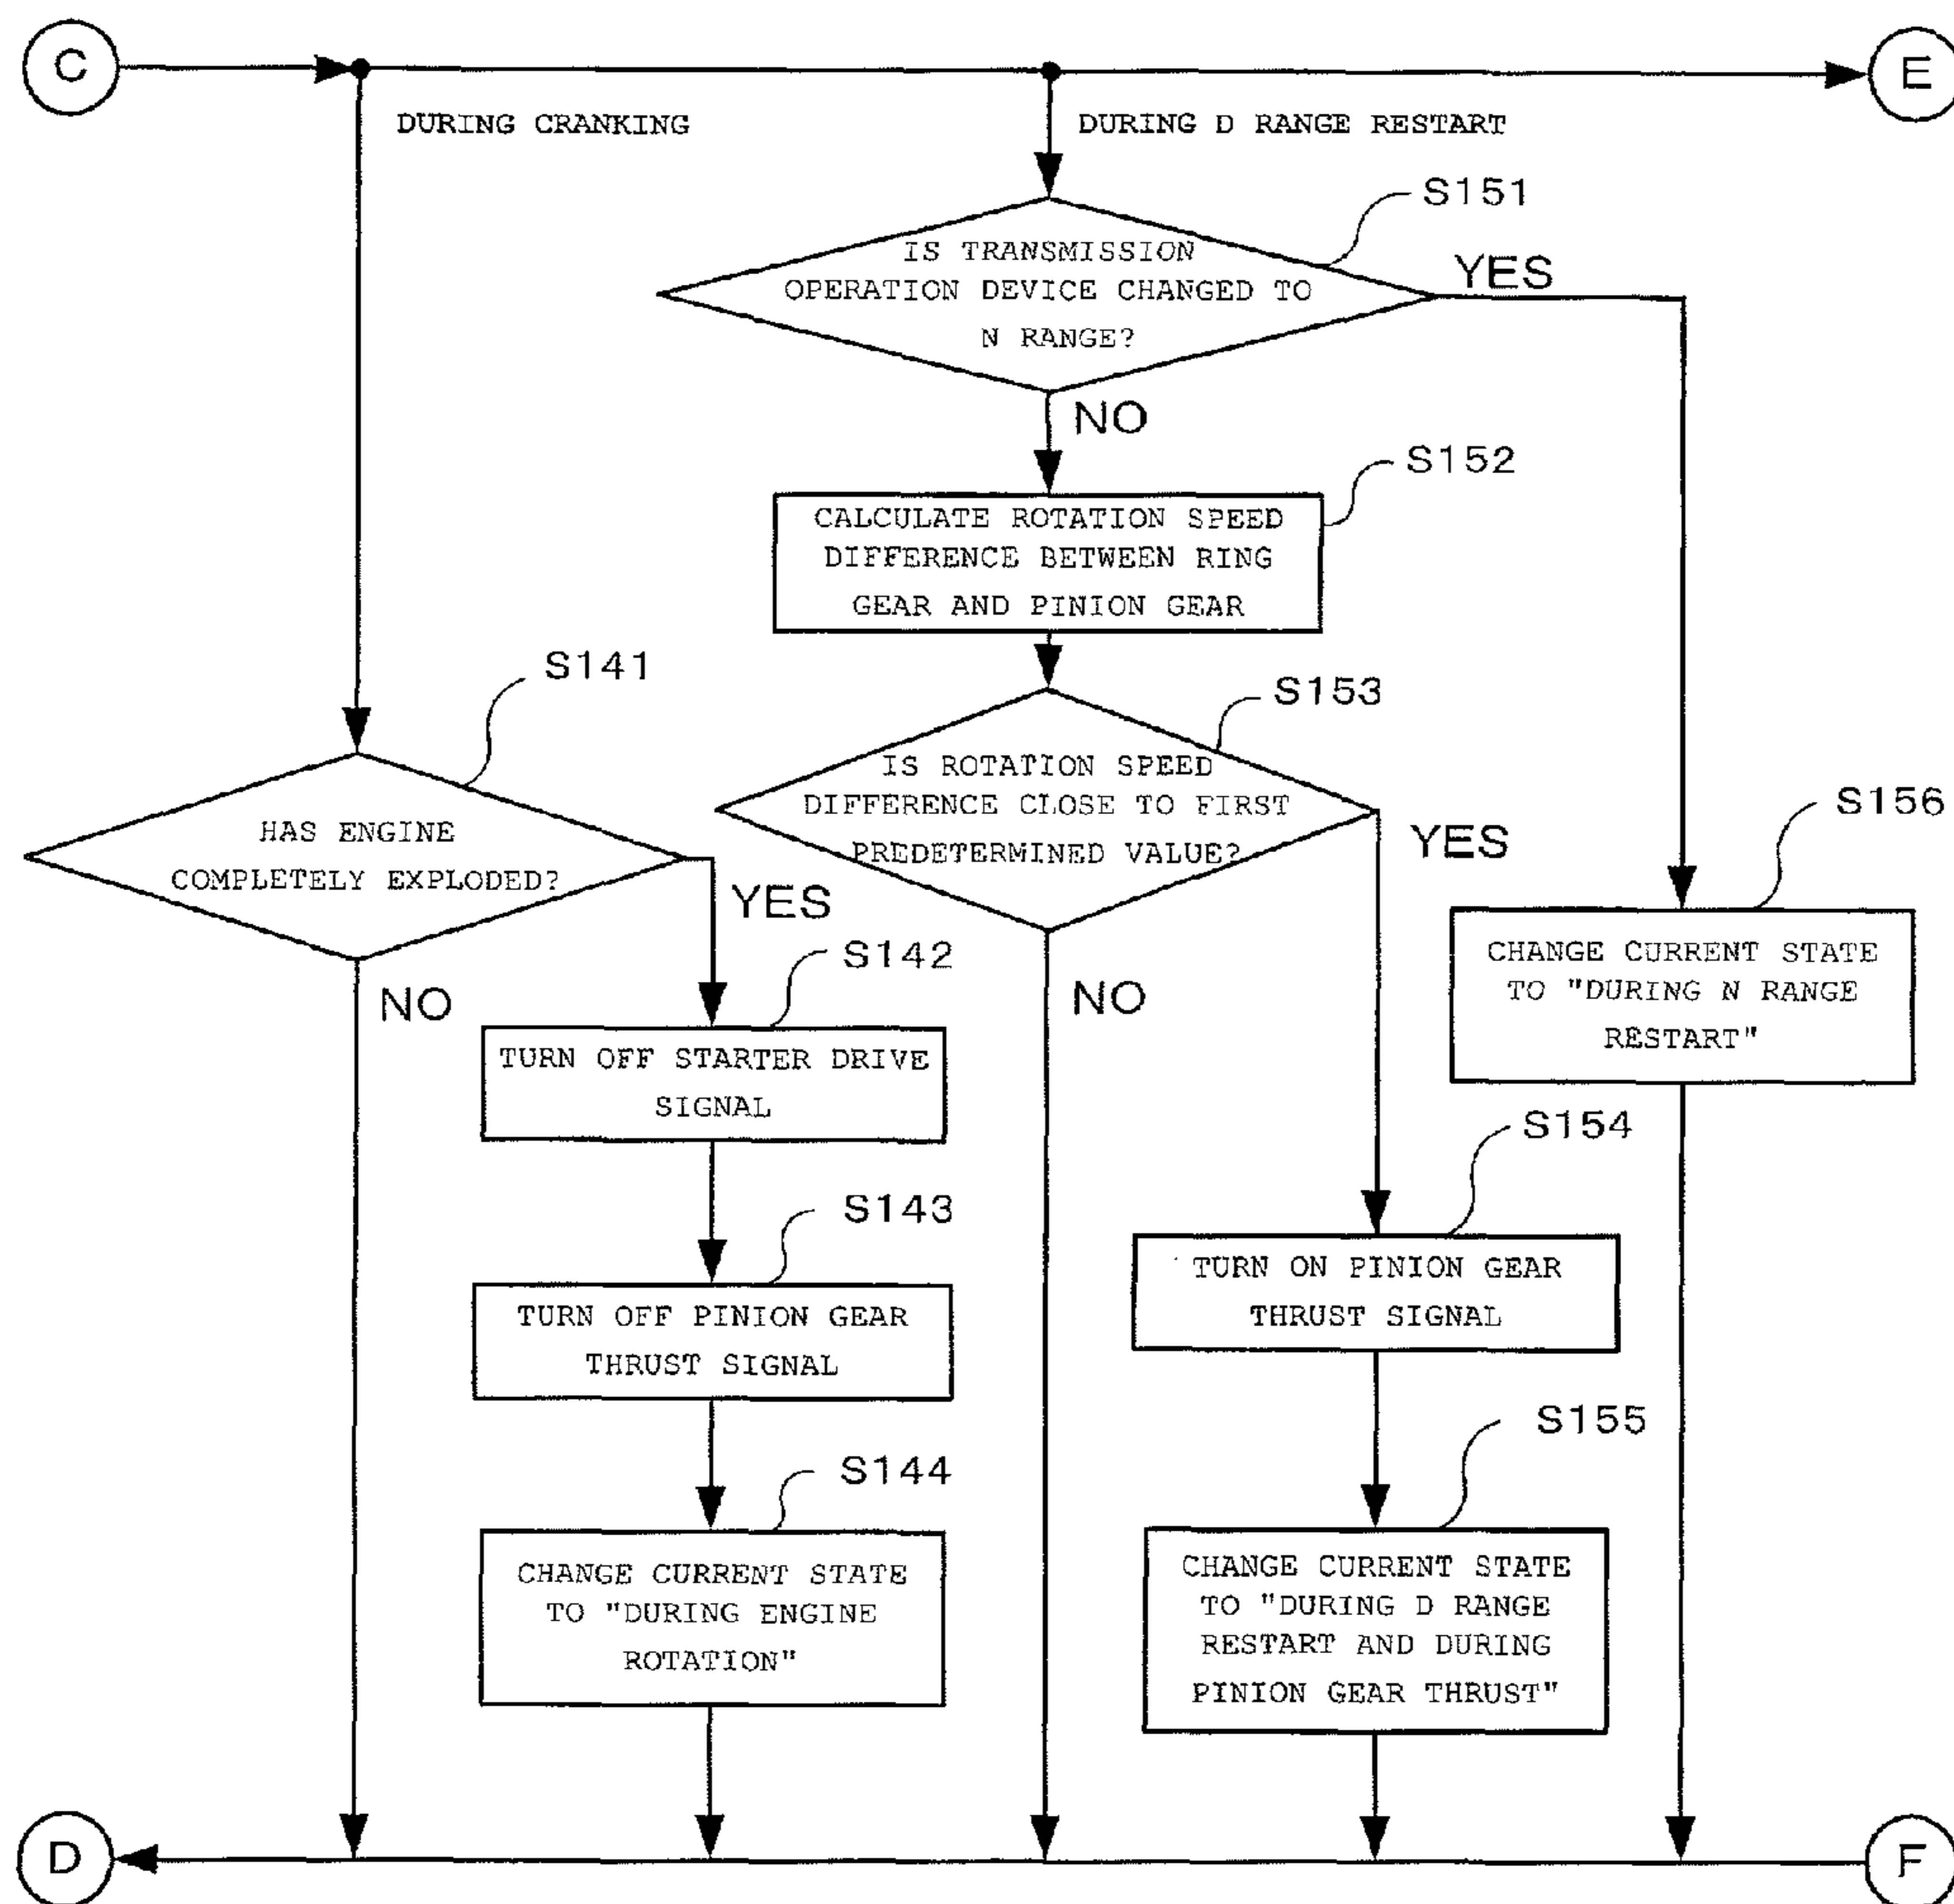 C
E
DURING CRANKING
DURING D RANGE RESTART
S151
IS TRANSMISSION
OPERATION DEVICE CHANGED TO
N RANGE?
YES
NO
S152
CALCULATE ROTATION SPEED
DIFFERENCE BETWEEN RING
GEAR AND PINION GEAR
S141
HAS ENGINE
COMPLETELY EXPLODED?
YES
NO
S153
IS ROTATION SPEED
DIFFERENCE CLOSE TO FIRST
PREDETERMINED VALUE?
YES
NO
S156
CHANGE CURRENT STATE
TO "DURING N RANGE
RESTART"
S142
TURN OFF STARTER DRIVE
SIGNAL
S154
TURN ON PINION GEAR
THRUST SIGNAL
S143
TURN OFF PINION GEAR
THRUST SIGNAL
S155
CHANGE CURRENT STATE
TO "DURING D RANGE
RESTART AND DURING
PINION GEAR THRUST"
S144
CHANGE CURRENT STATE
TO "DURING ENGINE
ROTATION"
D
F